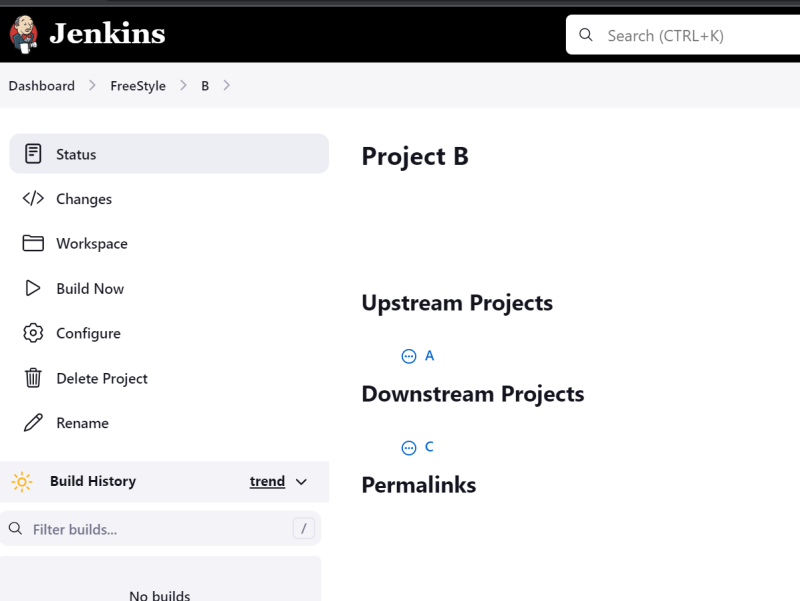 Jenkins
Search (CTRL+K)
Dashboard
FreeStyle
B
Status
Changes
Workspace
Build Now
Configure
Delete Project
Rename
Build History
trend
Filter builds...
/
No builds
Project B
Upstream Projects
A
Downstream Projects
C
Permalinks